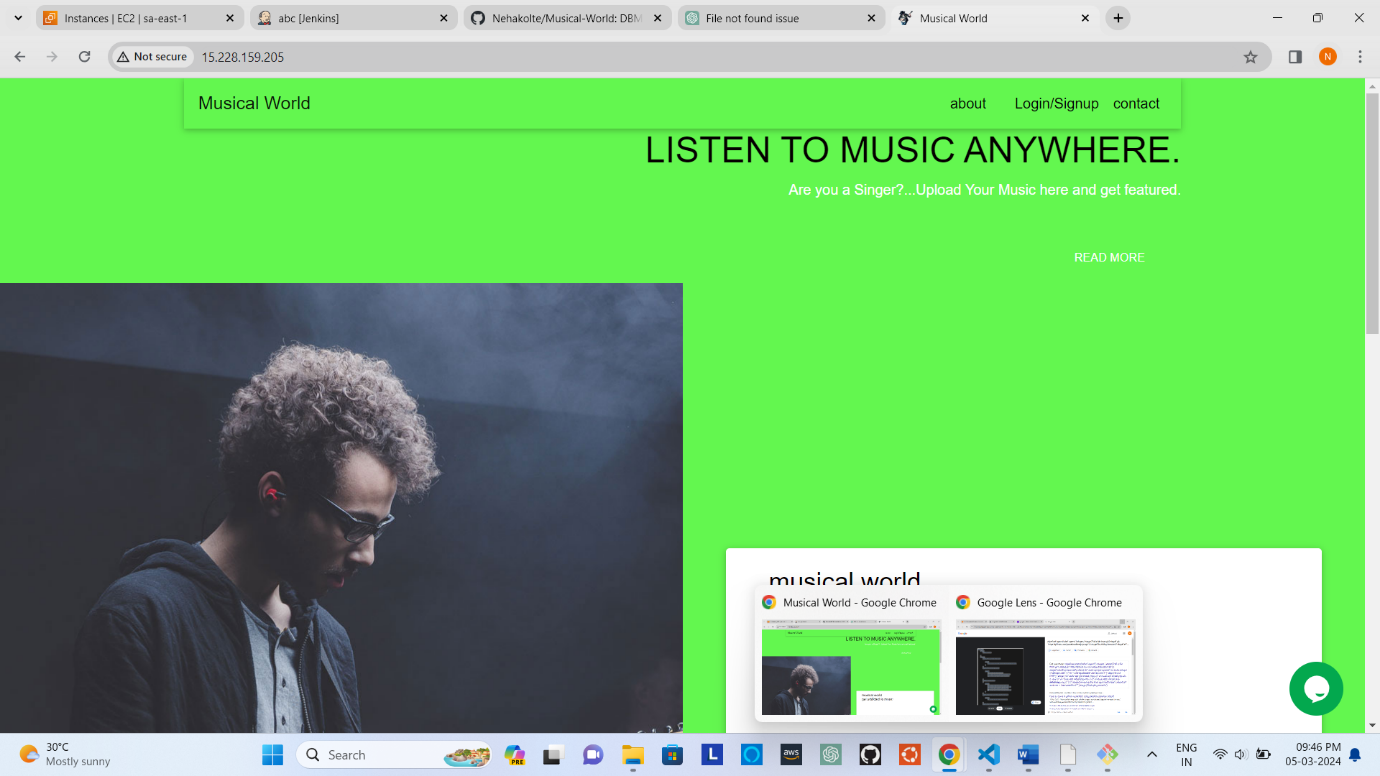 Instances | EC2 | sa-east-1
abc [Jenkins]
Nehakolte/Musical-World: DBM
File not found issue
Musical World
Not secure
15.228.159.205
N
Musical World
about
Login/Signup
contact
LISTEN TO MUSIC ANYWHERE.
Are you a Singer?...Upload Your Music here and get featured.
READ MORE
musical world
Musical World - Google Chrome
Google Lens - Google Chrome
30°C
Mostly sunny
Search
PRE
L
aws
W
ENG
IN
09:46 PM
05-03-2024